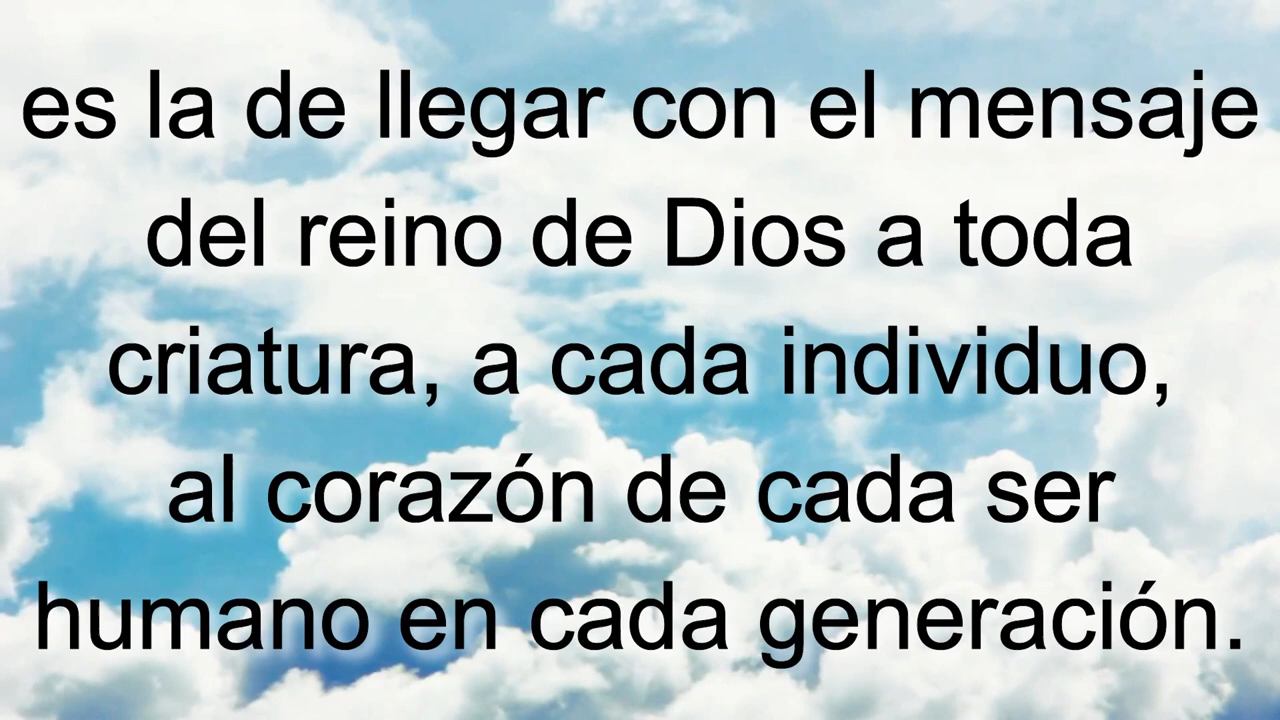 es la de llegar con el mensaje
del reino de Dios a toda
criatura, a cada individuo,
al corazón de cada ser
humano en cada generación.